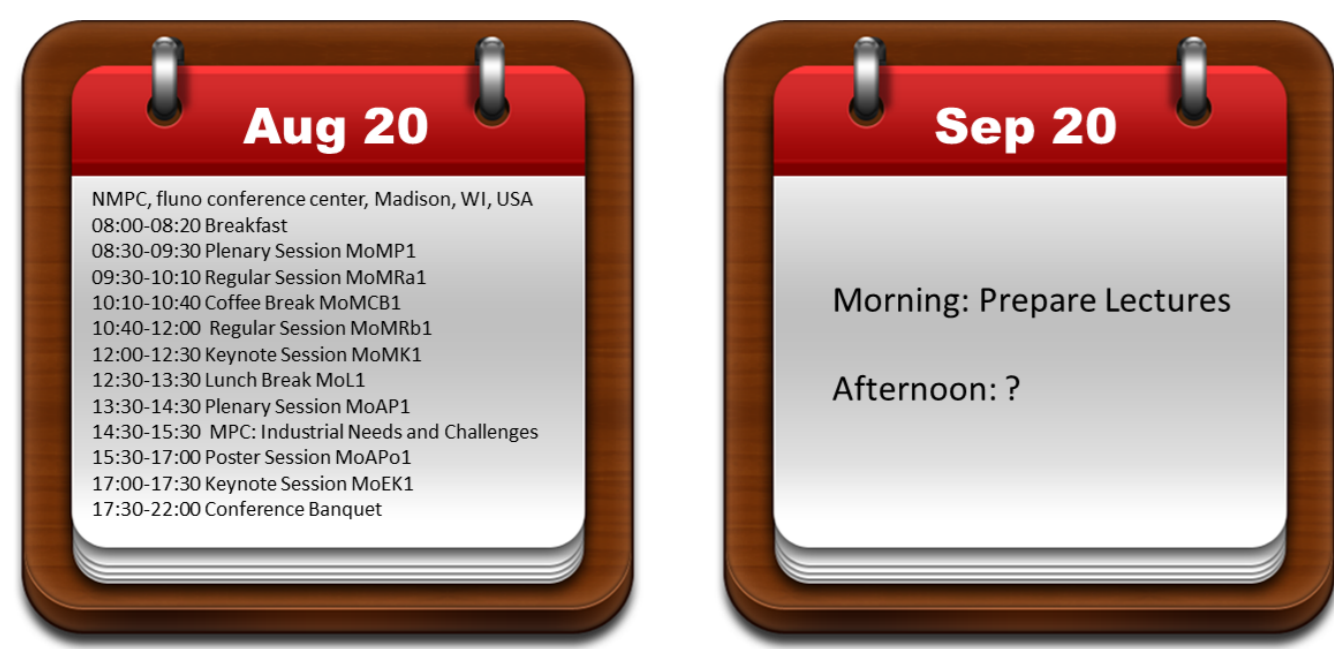 Aug 20
NMPC, fluno conference center, Madison, WI, USA
08:00-08:20 Breakfast
08:30-09:30 Plenary Session MoMP1
09:30-10:10 Regular Session MoMRa1
10:10-10:40 Coffee Break MoMCB1
10:40-12:00 Regular Session MoMRb1
12:00-12:30 Keynote Session MoMK1
12:30-13:30 Lunch Break MoL1
13:30-14:30 Plenary Session MoAP1
14:30-15:30 MPC: Industrial Needs and Challenges
15:30-17:00 Poster Session MoAPo1
17:00-17:30 Keynote Session MoEK1
17:30-22:00 Conference Banquet
Sep 20
Morning: Prepare Lectures
Afternoon: ?